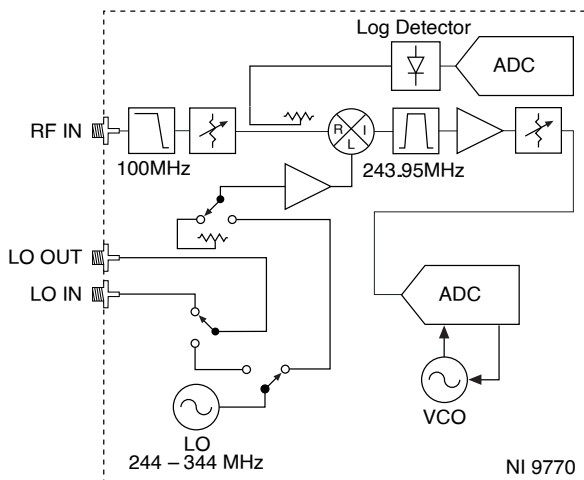 Log Detector
ADC
RF IN
R
I
L
100MHz
243.95MHz
LO OUT
LO IN
ADC
VCO
LO
244 – 344 MHz
NI 9770